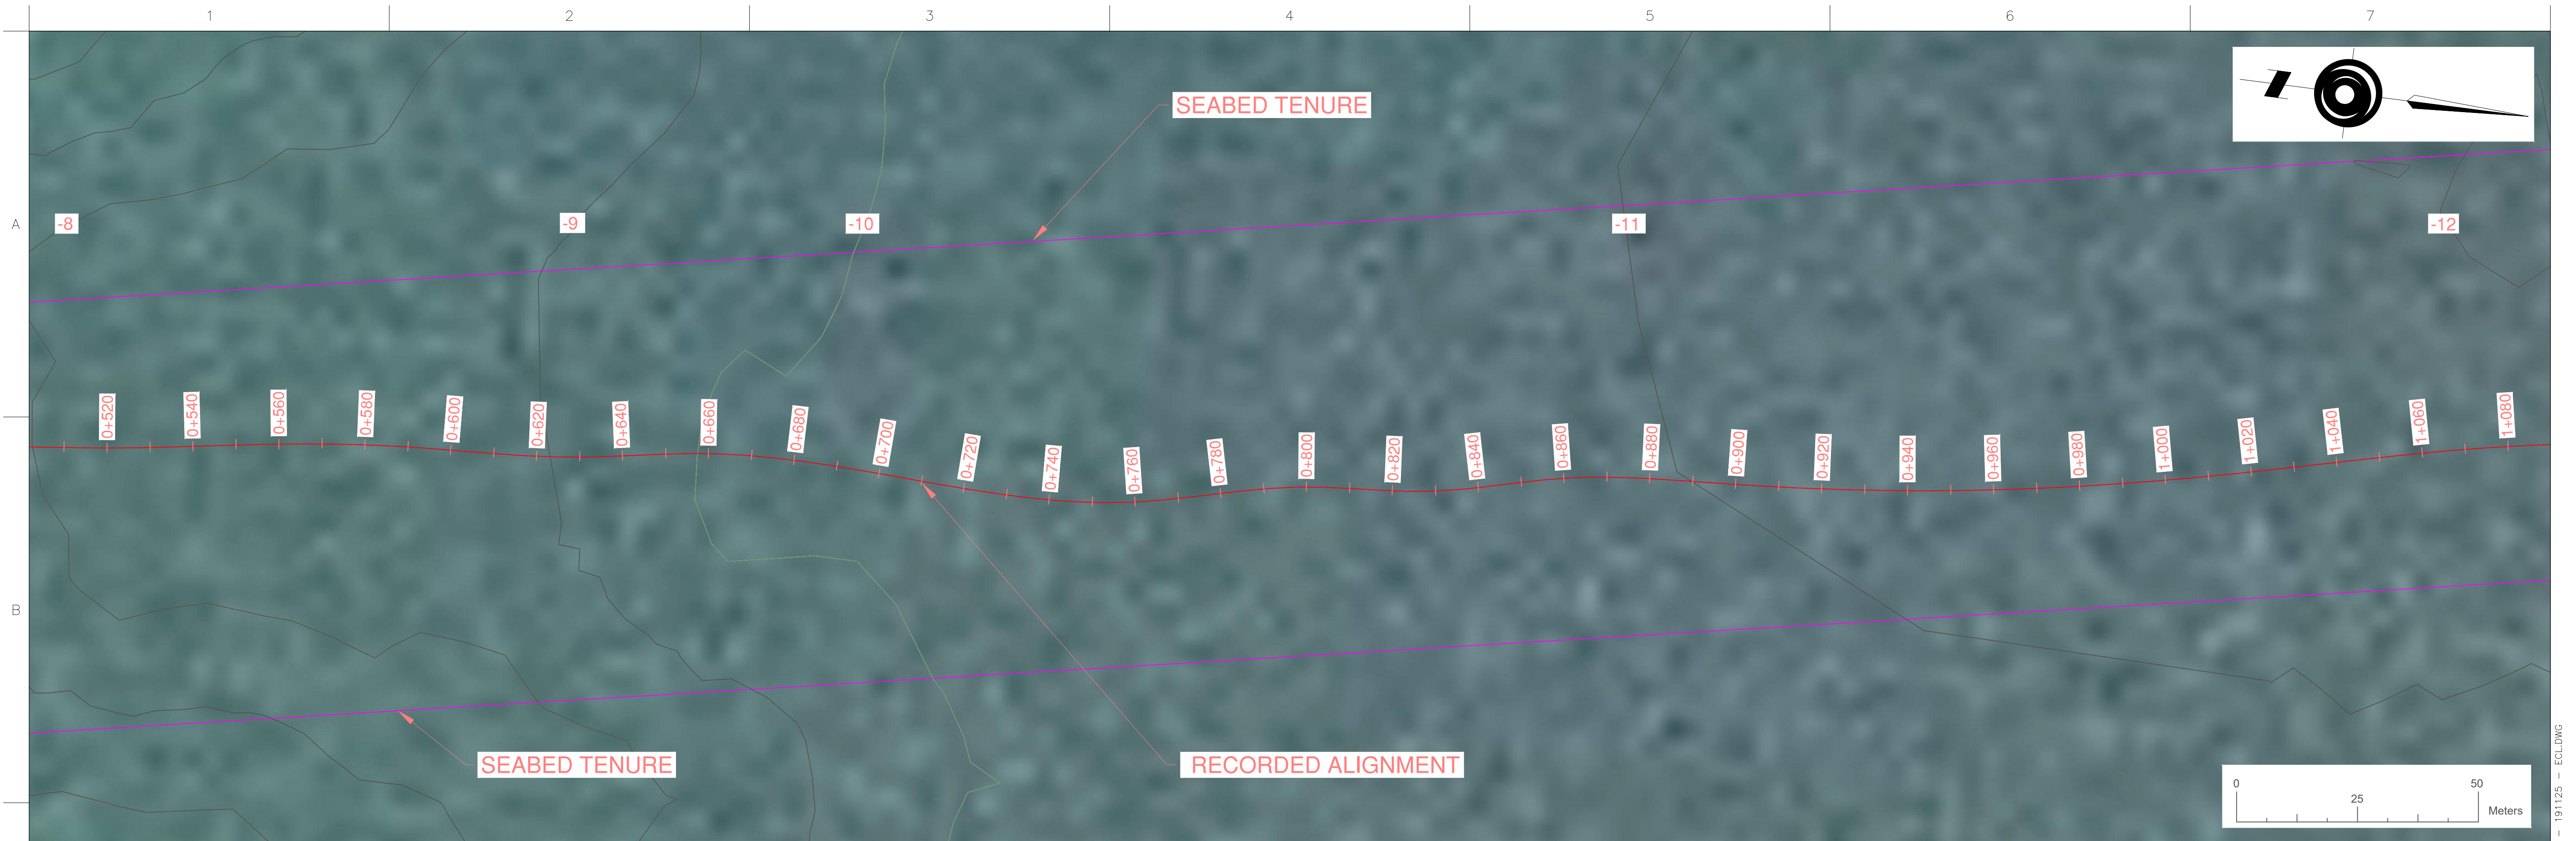 1 2 3 4 5 6 7
SEABED TENURE
A
-8 -9 -10 -11 -12
0+520 0+540 0+560 0+580 0+600 0+620 0+640 0+660 0+680 0+700 0+720 0+740 0+760 0+780 0+800 0+820 0+840 0+860 0+880 0+900 0+920 0+940 0+960 0+980 1+000 1+020 1+040 1+060 1+080
B
SEABED TENURE
RECORDED ALIGNMENT
0 50
25
Meters
- 191125 - ECL.DWG